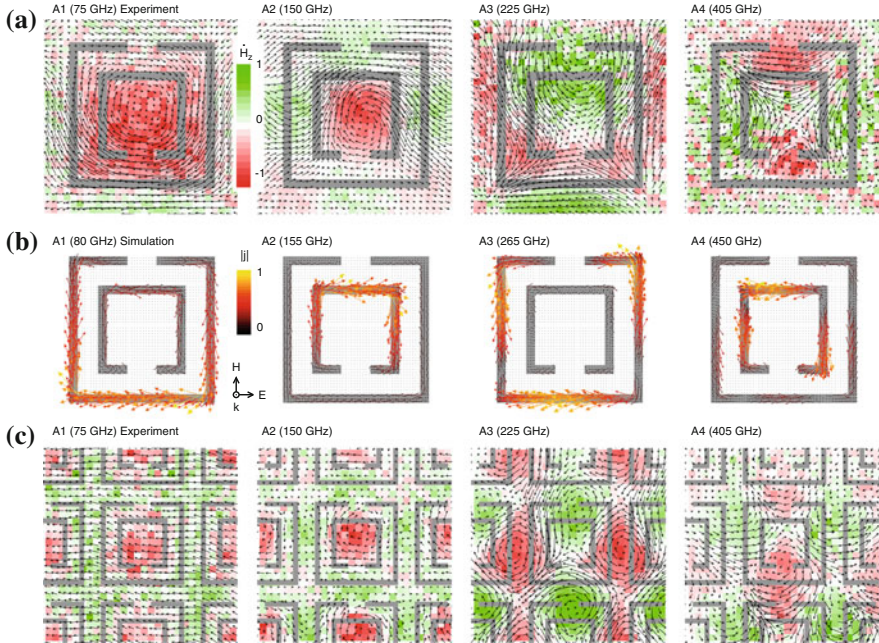 (a)
A1 (75 GHz) Experiment
A2 (150 GHz)
A3 (225 GHz)
A4 (405 GHz)
Ḣz
1
0
-1
(b)
A1 (80 GHz) Simulation
A2 (155 GHz)
A3 (265 GHz)
A4 (450 GHz)
|j|
1
0
H
E
k
(c)
A1 (75 GHz) Experiment
A2 (150 GHz)
A3 (225 GHz)
A4 (405 GHz)